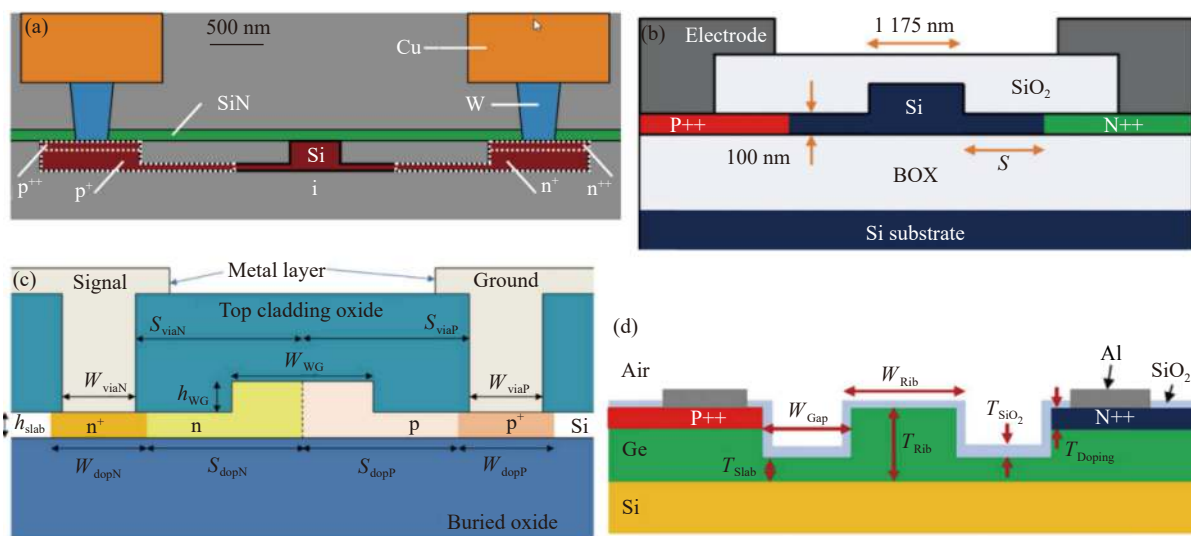 (a)
500 nm
Cu
SiN
W
Si
p++
p+
i
n+
n++
(b)
1 175 nm
Electrode
SiO2
Si
P++
N++
100 nm
S
BOX
Si substrate
(c)
Metal layer
Signal
Ground
Top cladding oxide
SviaN
SviaP
WWG
WviaN
hWG
WviaP
hslab
n+
n
p
p+
Si
WdopN
SdopN
SdopP
WdopP
Buried oxide
(d)
Al
Air
WRib
SiO2
P++
WGap
TSiO2
N++
Ge
TSlab
TRib
TDoping
Si